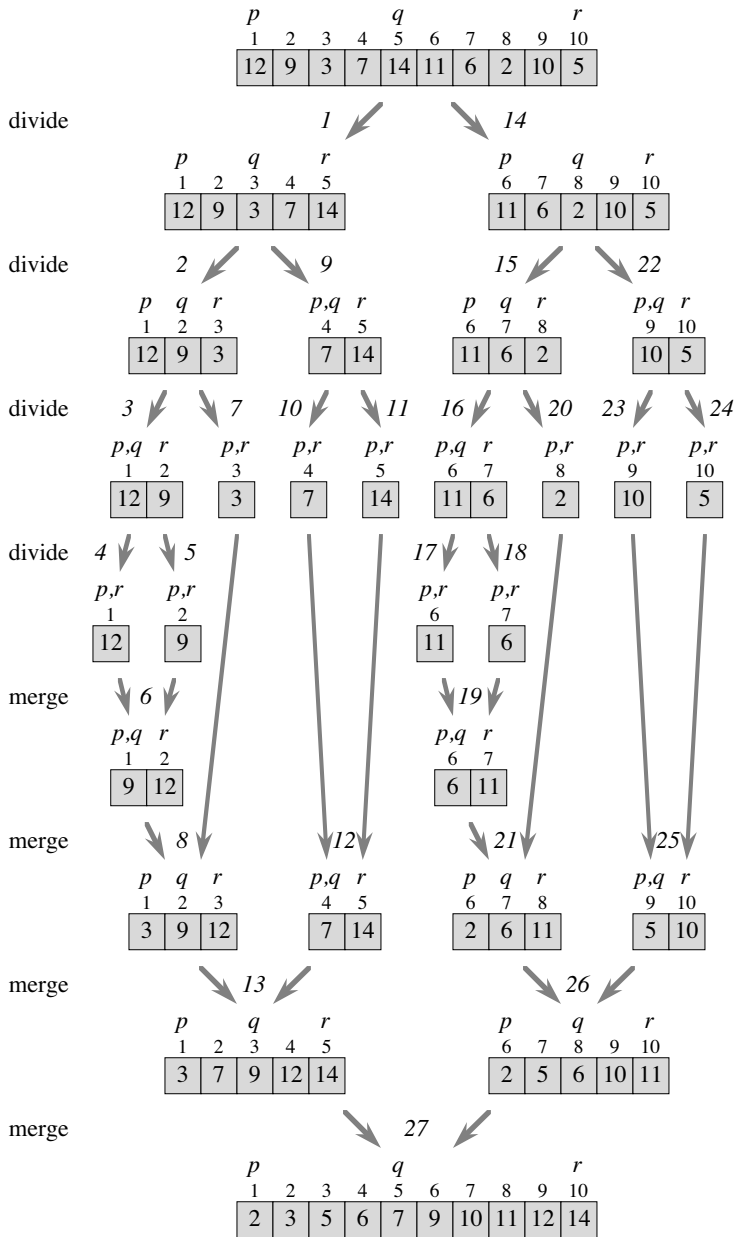 p q r
1 2 3 4 5 6 7 8 9 10
12 9 3 7 14 11 6 2 10 5
divide 1 14
p q r p q r
1 2 3 4 5 6 7 8 9 10
12 9 3 7 14 11 6 2 10 5
divide 2 9 15 22
p q r p,q r p q r p,q r
1 2 3 4 5 6 7 8 9 10
12 9 3 7 14 11 6 2 10 5
divide 3 7 10 11 16 20 23 24
p,q r p,r p,r p,r p,q r p,r p,r p,r
1 2 3 4 5 6 7 8 9 10
12 9 3 7 14 11 6 2 10 5
divide 4 5 17 18
p,r p,r p,r p,r
1 2 6 7
12 9 11 6
merge 6 19
p,q r p,q r
1 2 6 7
9 12 6 11
merge 8 12 21 25
p q r p,q r p q r p,q r
1 2 3 4 5 6 7 8 9 10
3 9 12 7 14 2 6 11 5 10
merge 13 26
p q r p q r
1 2 3 4 5 6 7 8 9 10
3 7 9 12 14 2 5 6 10 11
merge 27
p q r
1 2 3 4 5 6 7 8 9 10
2 3 5 6 7 9 10 11 12 14